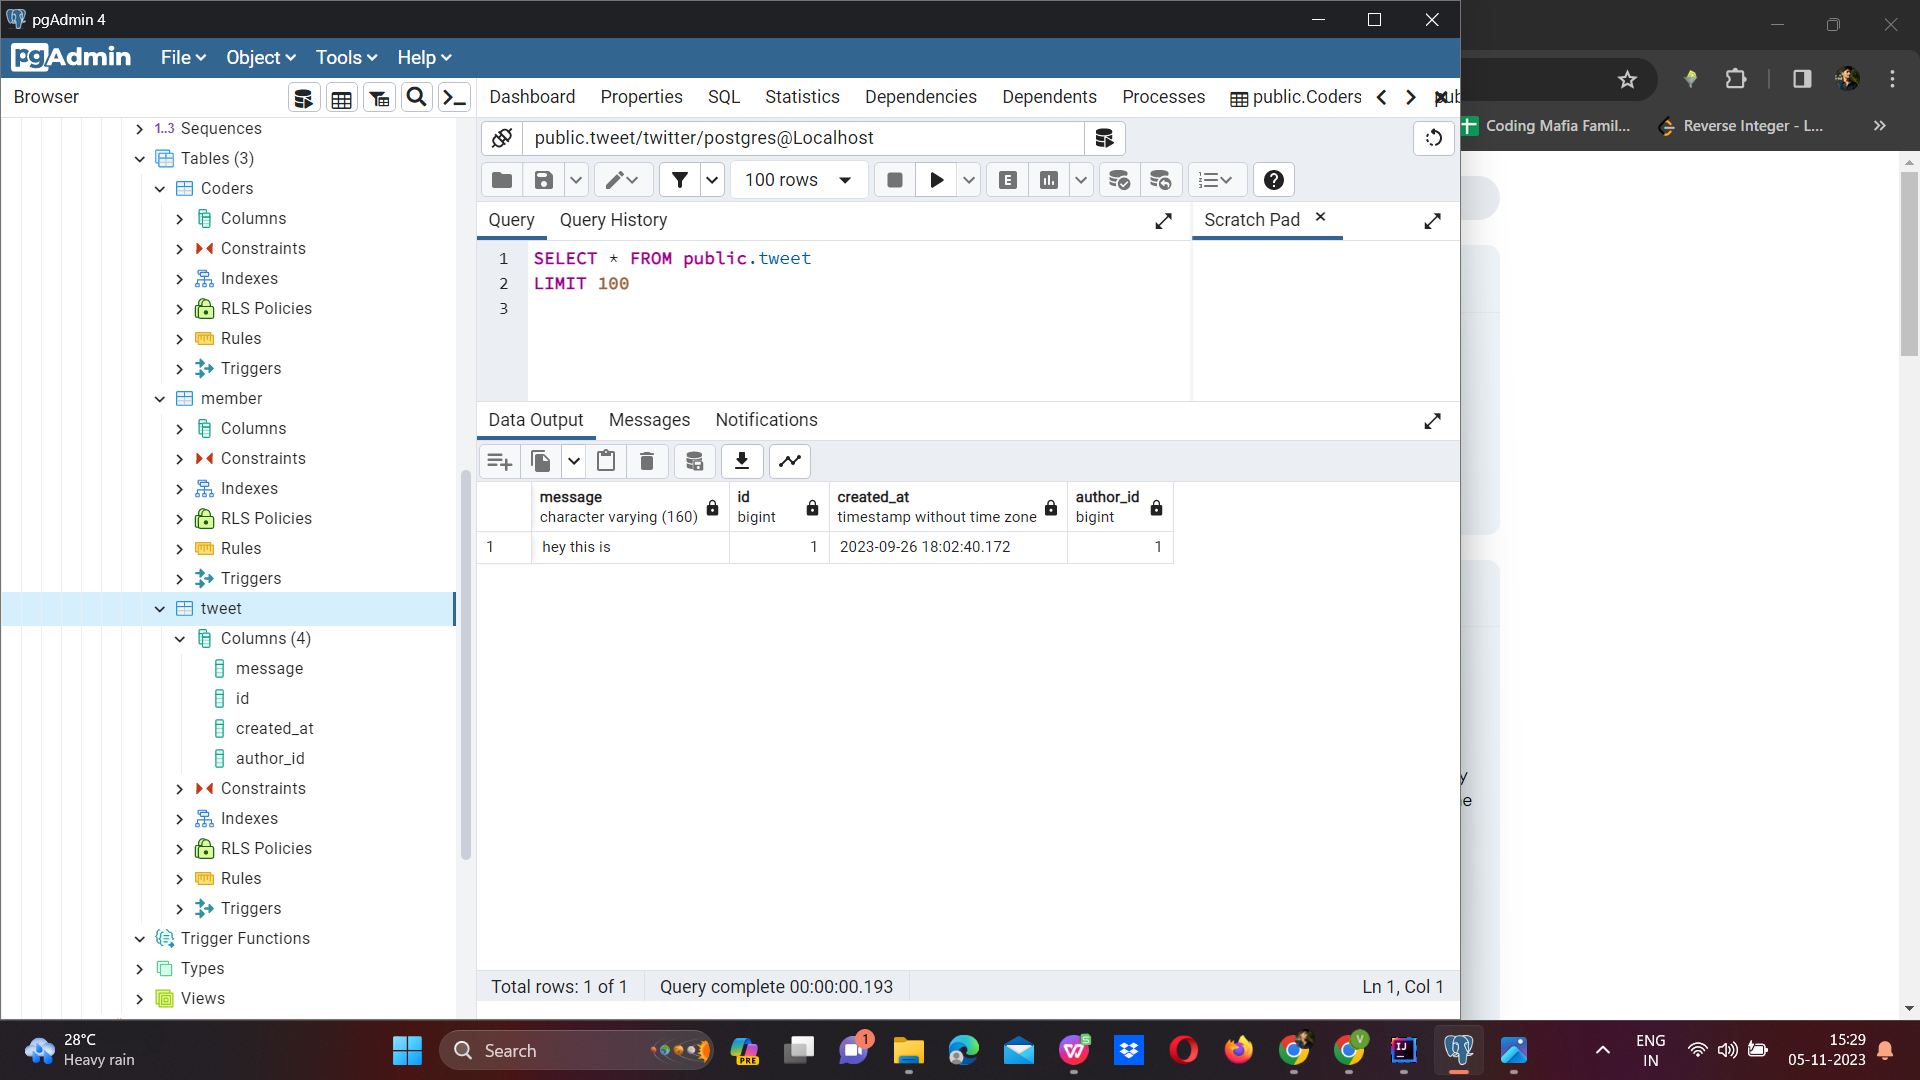 pgAdmin 4
pgAdmin File Object Tools Help
Browser
Dashboard Properties SQL Statistics Dependencies Dependents Processes public.Coders
1..3 Sequences
Tables (3)
Coders
Columns
Constraints
Indexes
RLS Policies
Rules
Triggers
member
Columns
Constraints
Indexes
RLS Policies
Rules
Triggers
tweet
Columns (4)
message
id
created_at
author_id
Constraints
Indexes
RLS Policies
Rules
Triggers
Trigger Functions
Types
Views
public.tweet/twitter/postgres@Localhost
100 rows
E
Query Query History
Scratch Pad
1 SELECT * FROM public.tweet
2 LIMIT 100
3
Data Output Messages Notifications
message id created_at author_id
character varying (160) bigint timestamp without time zone bigint
1 hey this is 1 2023-09-26 18:02:40.172 1
Total rows: 1 of 1 Query complete 00:00:00.193 Ln 1, Col 1
Coding Mafia Famil... Reverse Integer - L...
y
e
28°C
Heavy rain
Search
PRE
1
V
IJ
ENG
IN
15:29
05-11-2023